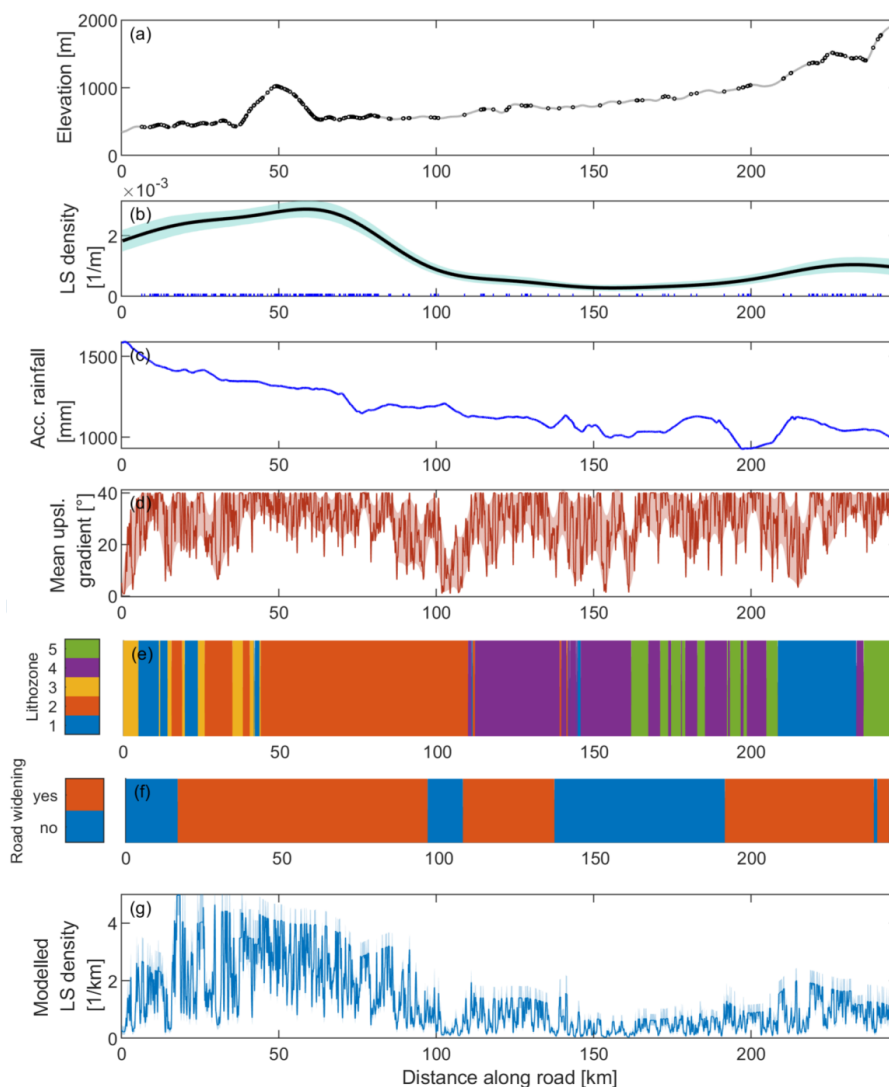 (a)
2000
1000
0
Elevation [m]
0 50 100 150 200
×10⁻³
(b)
2
0
LS density
[1/m]
0 50 100 150 200
(c)
1500
1000
Acc. rainfall
[mm]
0 50 100 150 200
(d)
40
20
0
Mean upsl.
gradient [°]
0 50 100 150 200
(e)
Lithozone
5
4
3
2
1
0 50 100 150 200
(f)
Road widening
yes
no
0 50 100 150 200
(g)
4
2
0
Modelled
LS density
[1/km]
0 50 100 150 200
Distance along road [km]